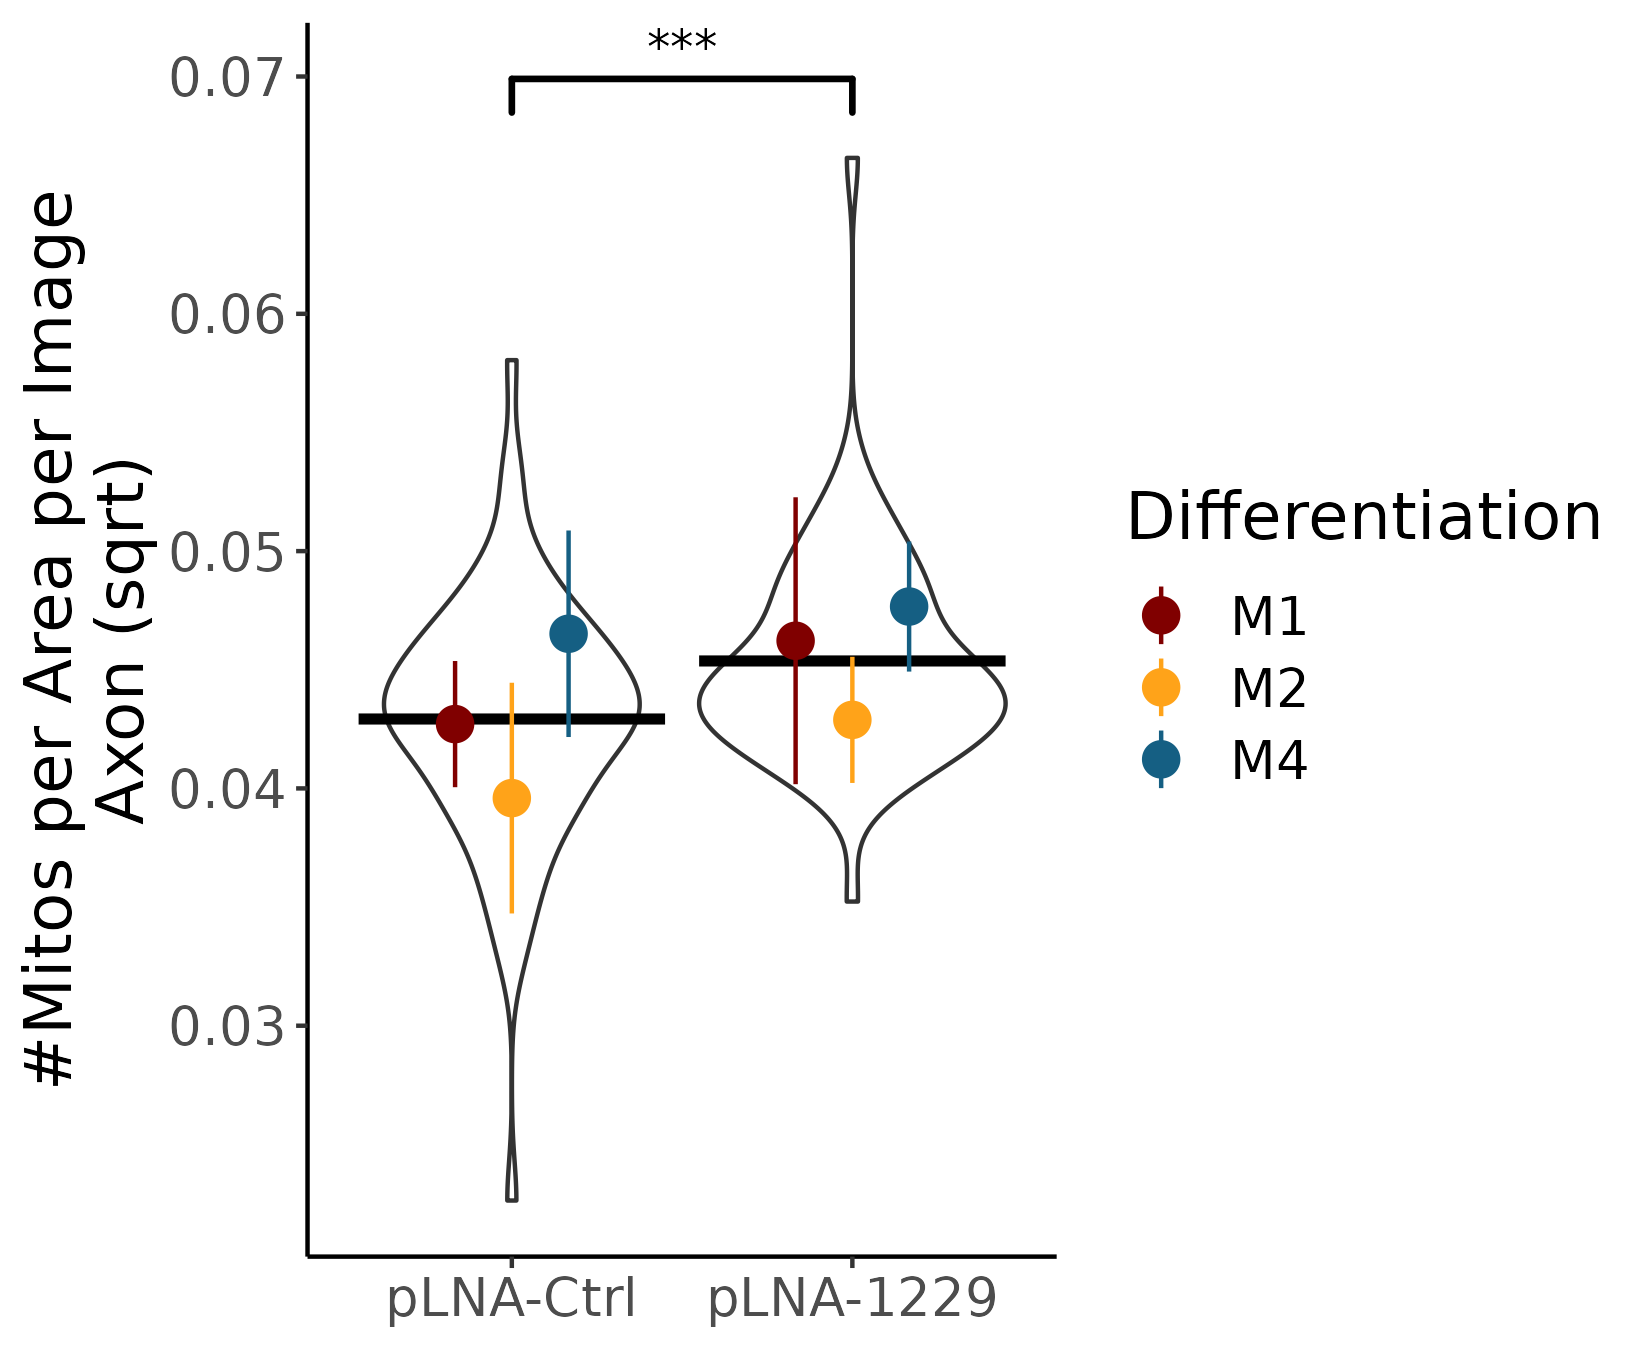 ***
0.07
0.06
0.05
0.04
0.03
#Mitos per Area per Image
Axon (sqrt)
pLNA-Ctrl
pLNA-1229
Differentiation
M1
M2
M4